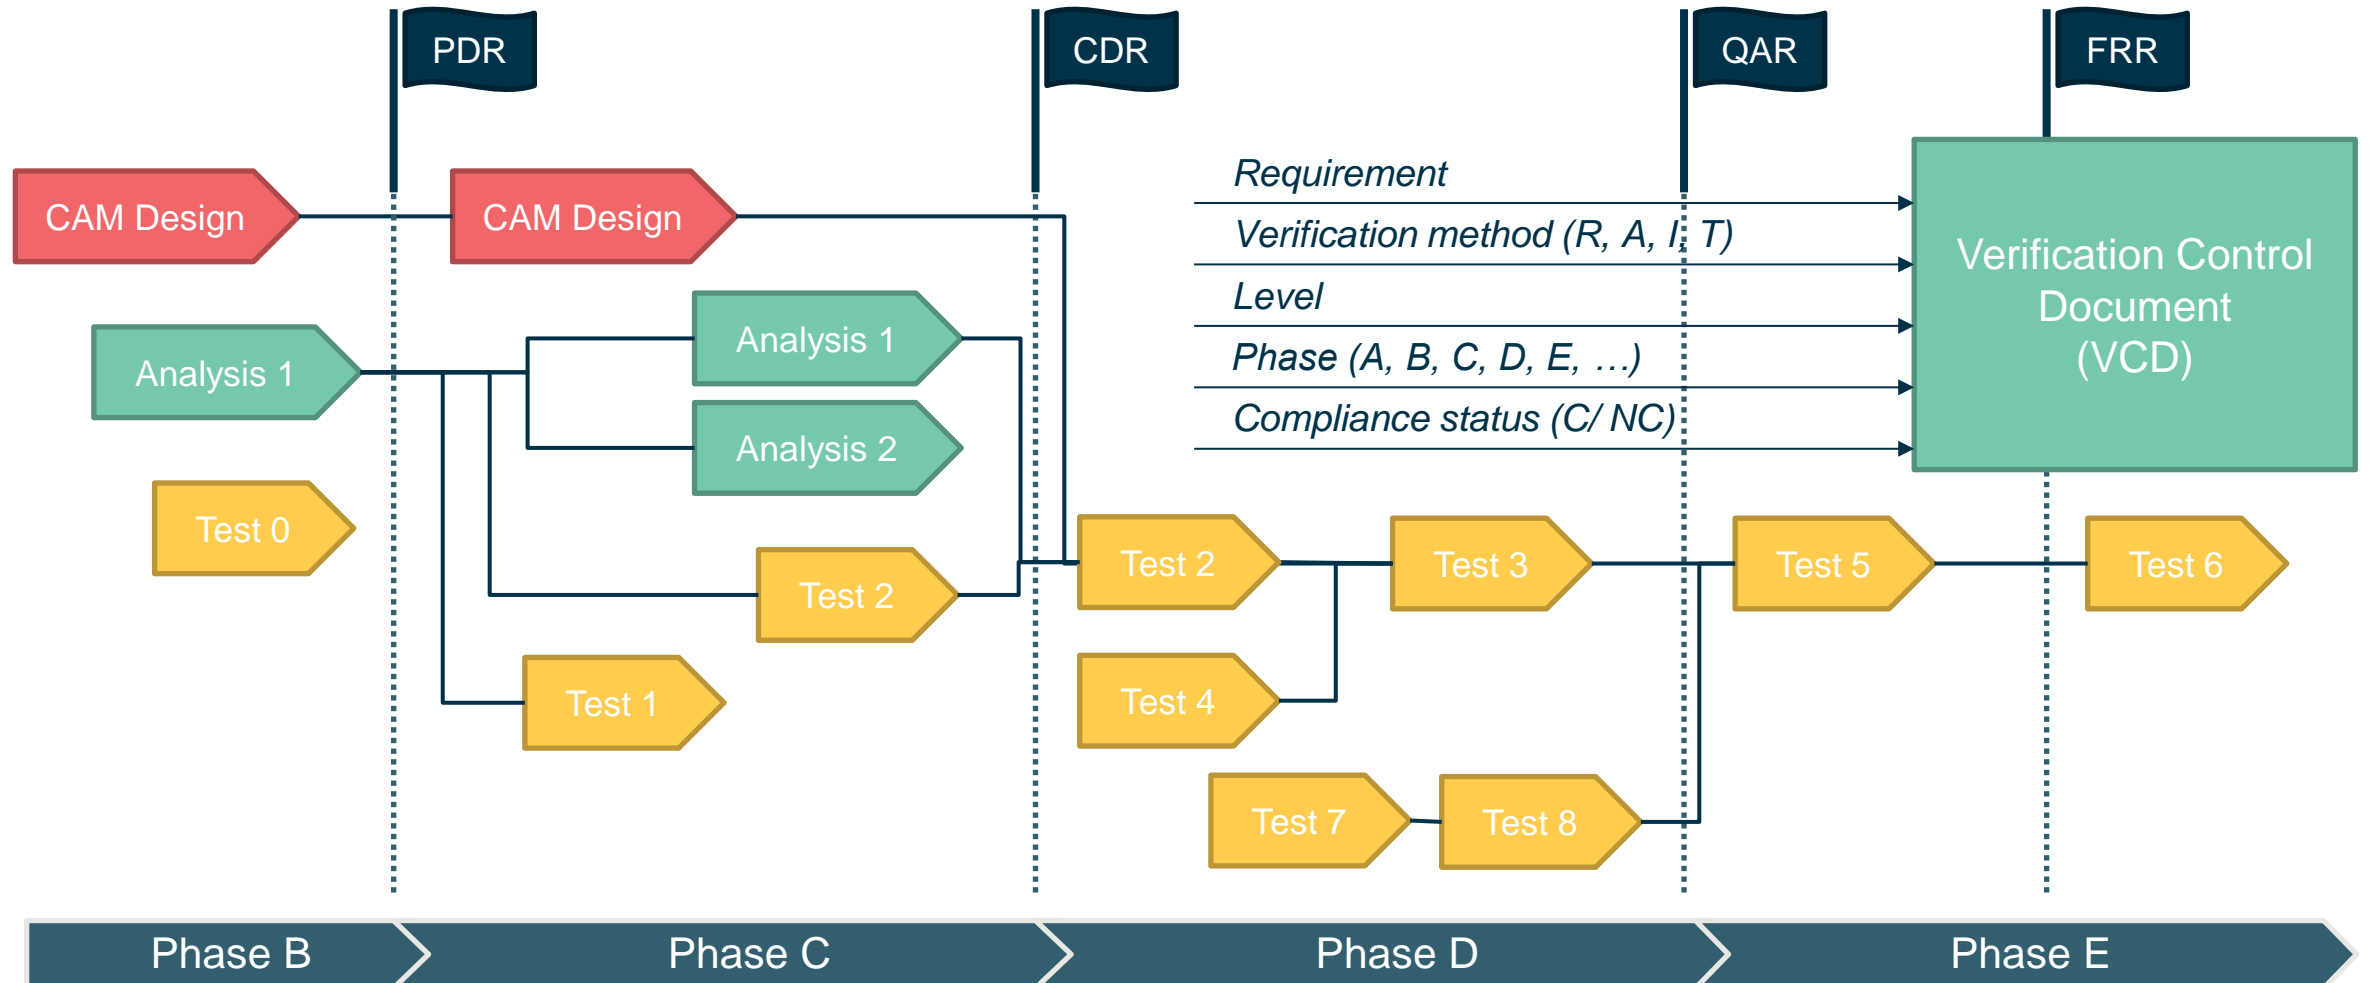 PDR
CDR
QAR
FRR
CAM Design
CAM Design
Requirement
Verification method (R, A, I, T)
Level
Phase (A, B, C, D, E, …)
Compliance status (C/ NC)
Verification Control
Document
(VCD)
Analysis 1
Analysis 1
Analysis 2
Test 0
Test 2
Test 1
Test 2
Test 3
Test 5
Test 6
Test 4
Test 7
Test 8
Phase B
Phase C
Phase D
Phase E